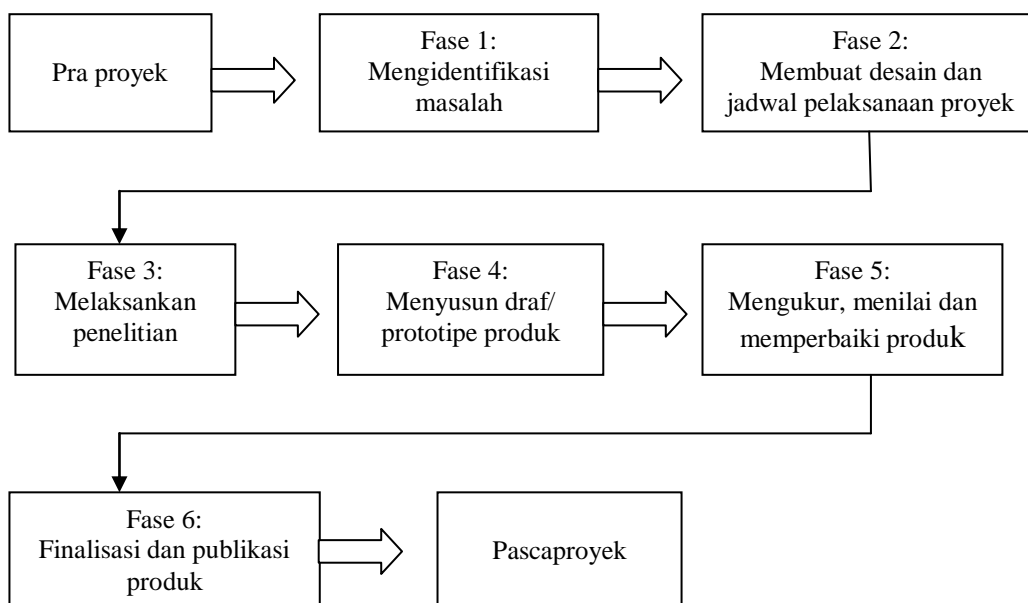 Pra proyek
Fase 1:
Mengidentifikasi
masalah
Fase 2:
Membuat desain dan
jadwal pelaksanaan proyek
Fase 3:
Melaksankan
penelitian
Fase 4:
Menyusun draf/
prototipe produk
Fase 5:
Mengukur, menilai dan
memperbaiki produk
Fase 6:
Finalisasi dan publikasi
produk
Pascaproyek